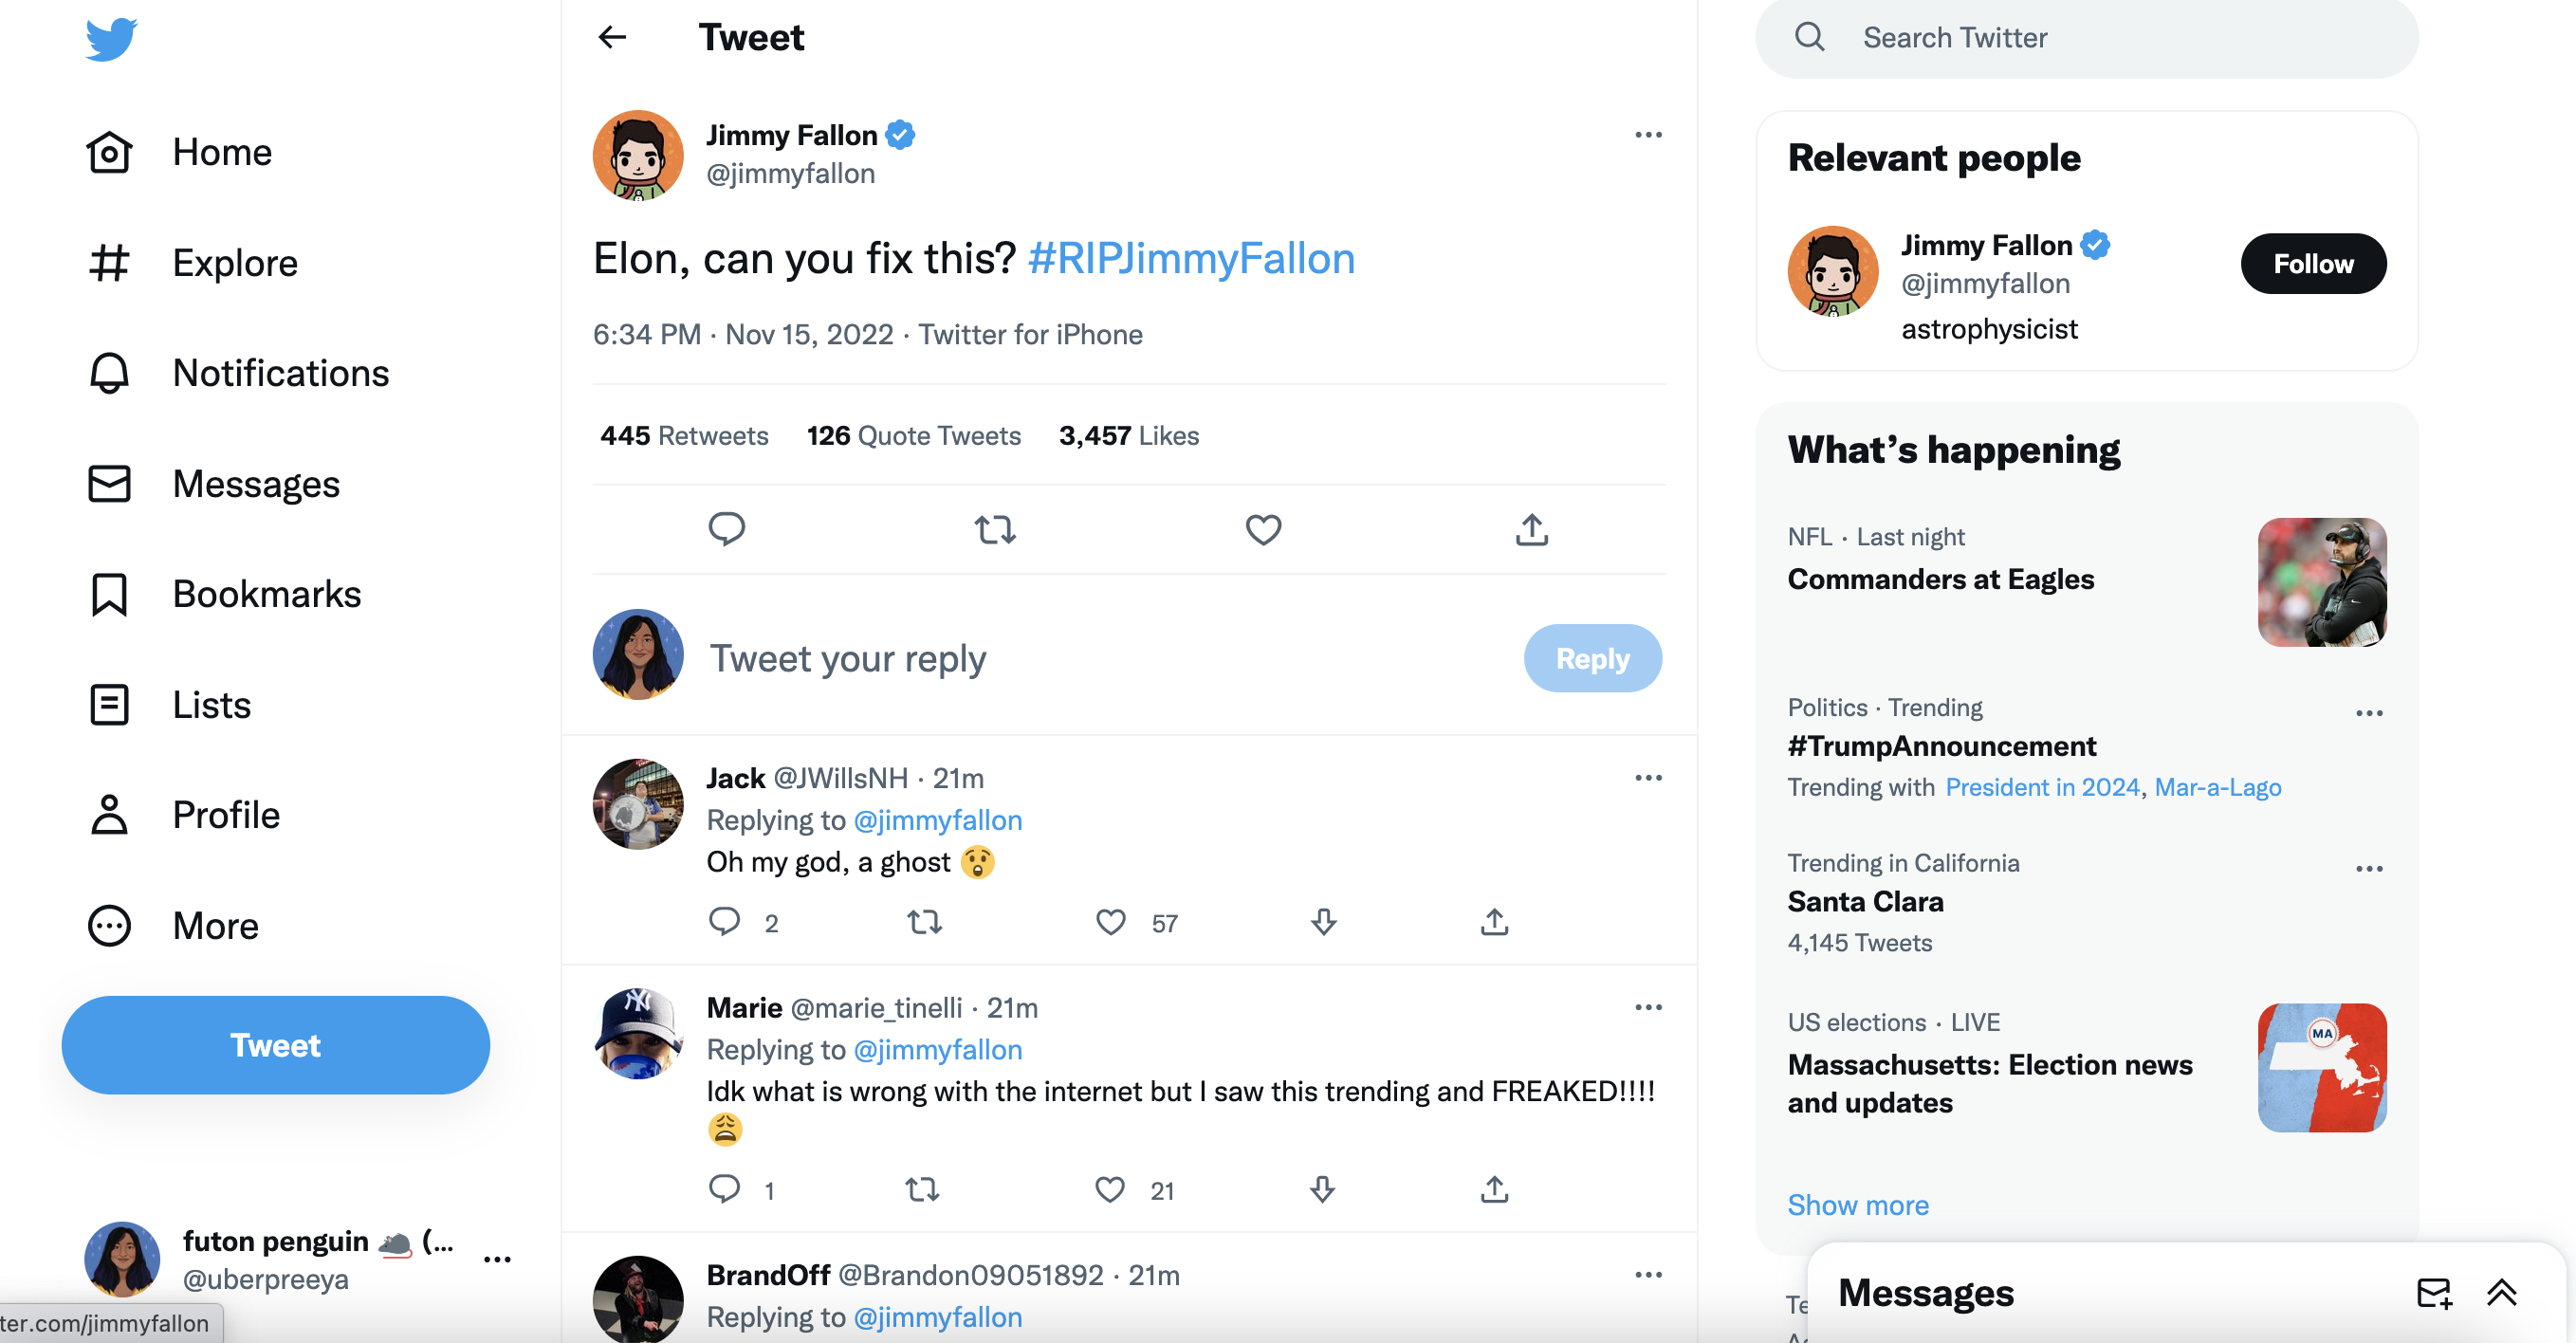 Home
Explore
Notifications
Messages
Bookmarks
Lists
Profile
More
Tweet
futon penguin 🐀 (...
@uberpreeya
ter.com/jimmyfallon
Tweet
Jimmy Fallon
@jimmyfallon
Elon, can you fix this? #RIPJimmyFallon
6:34 PM · Nov 15, 2022 · Twitter for iPhone
445 Retweets 126 Quote Tweets 3,457 Likes
Tweet your reply
Reply
Jack @JWillsNH · 21m
Replying to @jimmyfallon
Oh my god, a ghost 😲
2 57
Marie @marie_tinelli · 21m
Replying to @jimmyfallon
Idk what is wrong with the internet but I saw this trending and FREAKED!!!!
😩
1 21
BrandOff @Brandon09051892 · 21m
Replying to @jimmyfallon
Search Twitter
Relevant people
Jimmy Fallon
@jimmyfallon
Follow
astrophysicist
What's happening
NFL · Last night
Commanders at Eagles
Politics · Trending
#TrumpAnnouncement
Trending with President in 2024, Mar-a-Lago
Trending in California
Santa Clara
4,145 Tweets
US elections · LIVE
MA
Massachusetts: Election news
and updates
Show more
Te
Messages